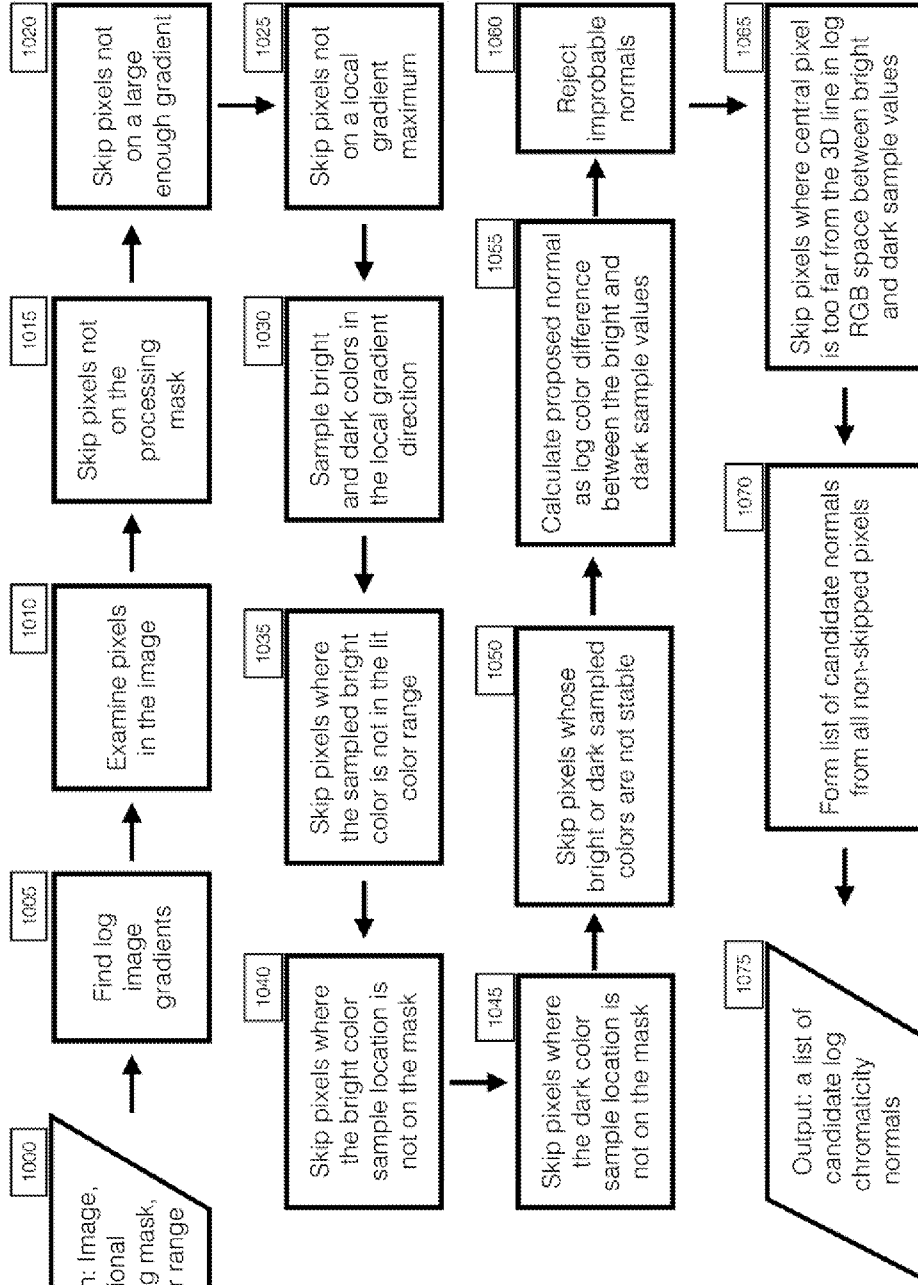 1000
n: Image,
ional
g mask,
r range
1005
Find log
image
gradients
1010
Examine pixels
in the image
1015
Skip pixels not
on the
processing
mask
1020
Skip pixels not
on a large
enough gradient
1025
Skip pixels not
on a local
gradient
maximum
1030
Sample bright
and dark colors in
the local gradient
direction
1035
Skip pixels where
the sampled bright
color is not in the lit
color range
1040
Skip pixels where
the bright color
sample location is
not on the mask
1045
Skip pixels where
the dark color
sample location is
not on the mask
1050
Skip pixels whose
bright or dark sampled
colors are not stable
1055
Calculate proposed normal
as log color difference
between the bright and
dark sample values
1060
Reject
improbable
normals
1065
Skip pixels where central pixel
is too far from the 3D line in log
RGB space between bright
and dark sample values
1070
Form list of candidate normals
from all non-skipped pixels
1075
Output: a list of
candidate log
chromaticity
normals